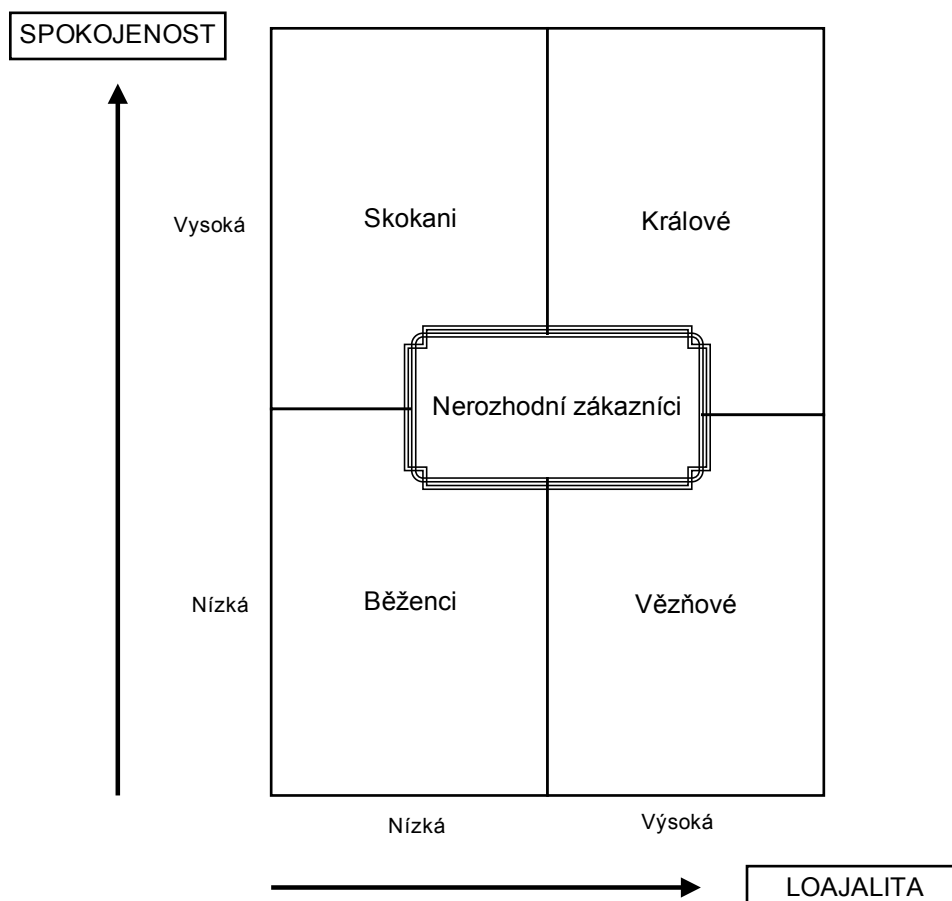 SPOKOJENOST
Vysoká
Skokani
Králové
Nerozhodní zákazníci
Nízká
Běženci
Vězňové
Nízká
Výsoká
LOAJALITA